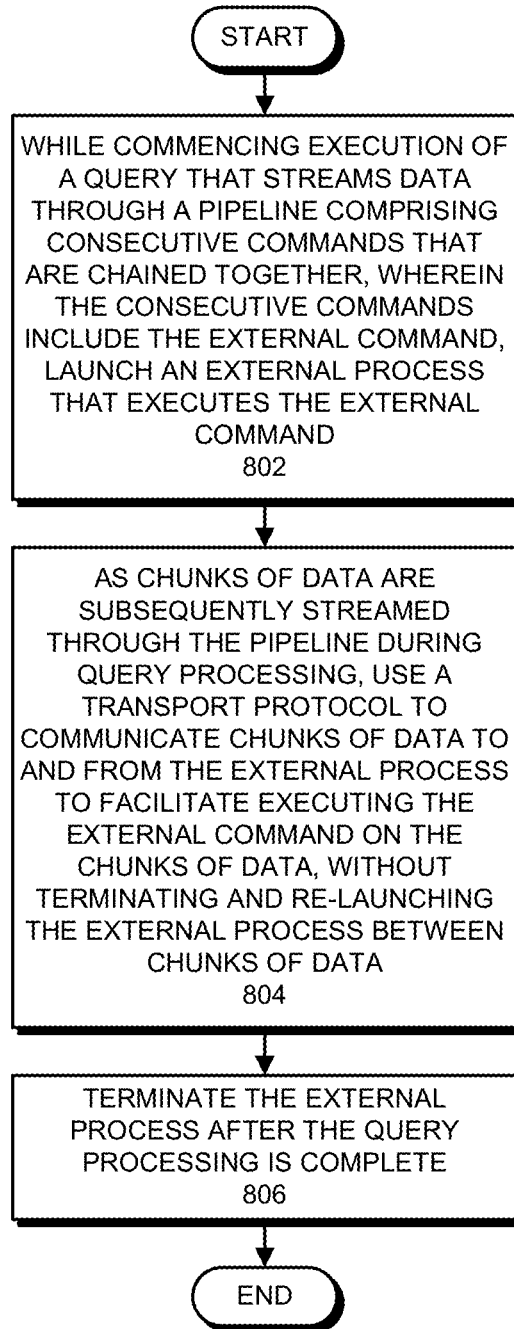 START
WHILE COMMENCING EXECUTION OF
A QUERY THAT STREAMS DATA
THROUGH A PIPELINE COMPRISING
CONSECUTIVE COMMANDS THAT
ARE CHAINED TOGETHER, WHEREIN
THE CONSECUTIVE COMMANDS
INCLUDE THE EXTERNAL COMMAND,
LAUNCH AN EXTERNAL PROCESS
THAT EXECUTES THE EXTERNAL
COMMAND
802
AS CHUNKS OF DATA ARE
SUBSEQUENTLY STREAMED
THROUGH THE PIPELINE DURING
QUERY PROCESSING, USE A
TRANSPORT PROTOCOL TO
COMMUNICATE CHUNKS OF DATA TO
AND FROM THE EXTERNAL PROCESS
TO FACILITATE EXECUTING THE
EXTERNAL COMMAND ON THE
CHUNKS OF DATA, WITHOUT
TERMINATING AND RE-LAUNCHING
THE EXTERNAL PROCESS BETWEEN
CHUNKS OF DATA
804
TERMINATE THE EXTERNAL
PROCESS AFTER THE QUERY
PROCESSING IS COMPLETE
806
END